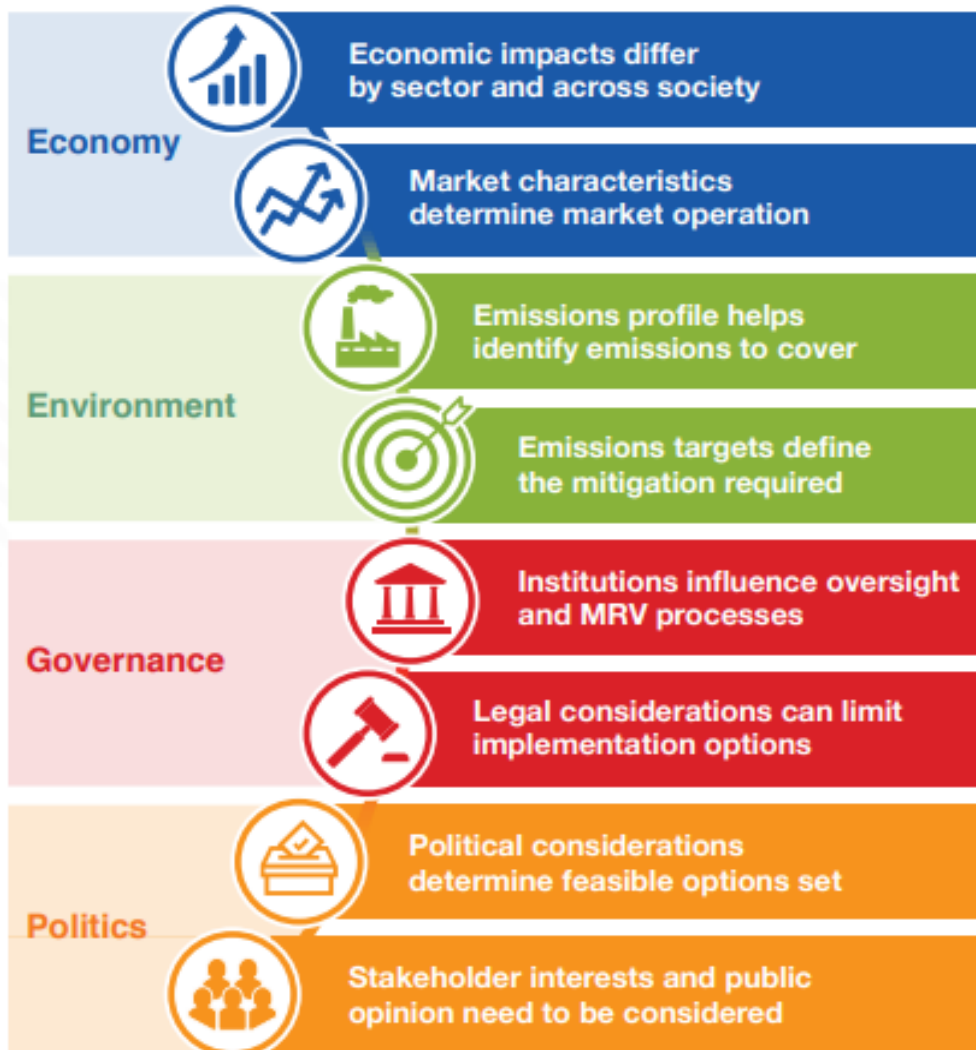 Economy
Economic impacts differ
by sector and across society
Market characteristics
determine market operation
Environment
Emissions profile helps
identify emissions to cover
Emissions targets define
the mitigation required
Governance
Institutions influence oversight
and MRV processes
Legal considerations can limit
implementation options
Politics
Political considerations
determine feasible options set
Stakeholder interests and public
opinion need to be considered